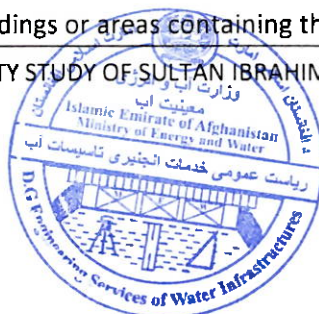 dings or areas containing th
TY STUDY OF SULTAN IBRAHIM
وزارت آب و انرژی
معینیت آب
Islamic Emirate of Afghanistan
Ministry of Energy and Water
ریاست عمومی خدمات انجنیری تاسیسات آب
D.G Engineering Services of Water Infrastructures